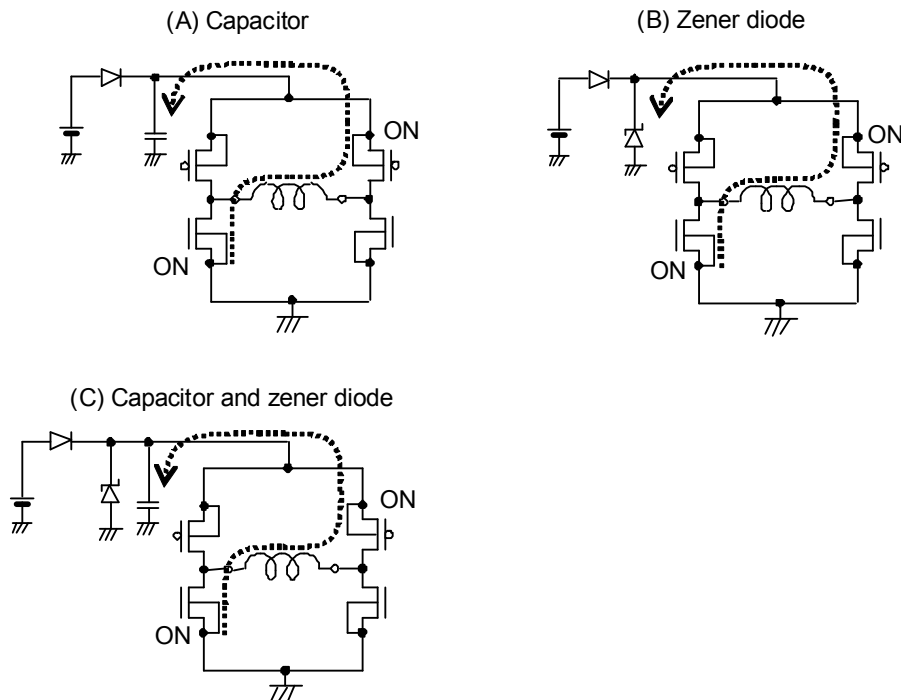 (A) Capacitor
(B) Zener diode
ON
ON
ON
ON
(C) Capacitor and zener diode
ON
ON